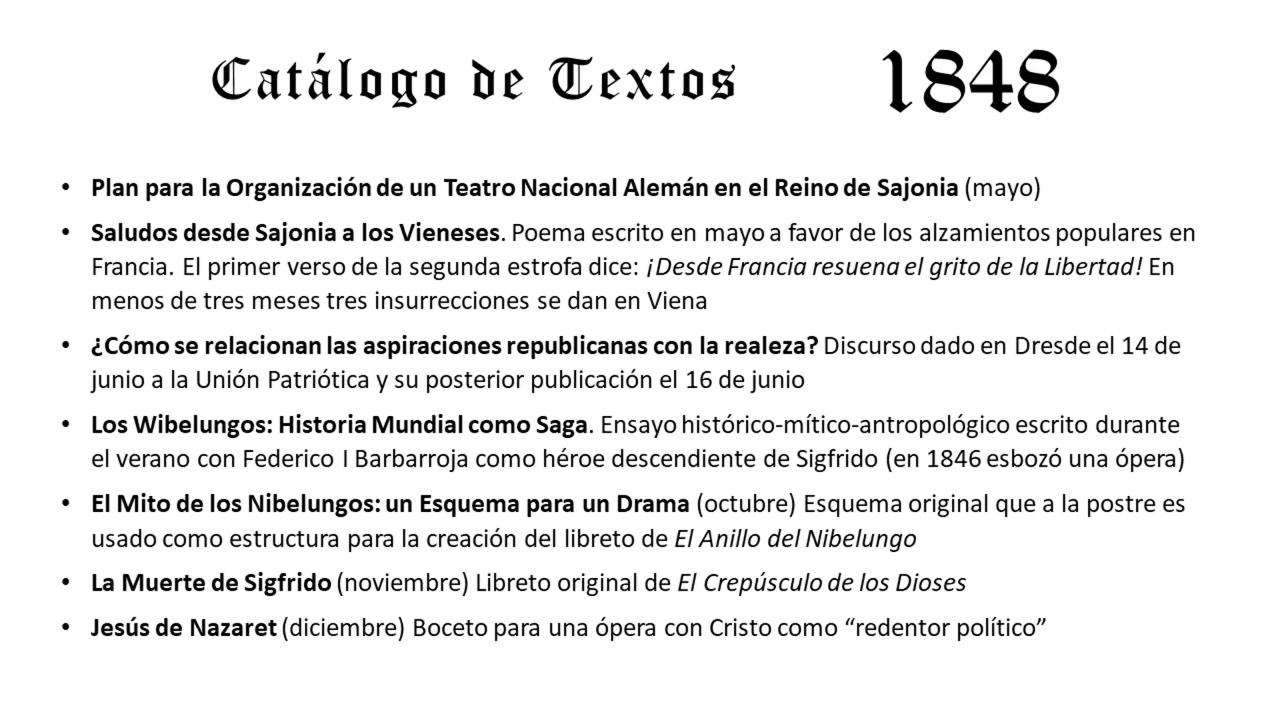 Catálogo de Textos 1848
• Plan para la Organización de un Teatro Nacional Alemán en el Reino de Sajonia (mayo)
• Saludos desde Sajonia a los Vieneses. Poema escrito en mayo a favor de los alzamientos populares en
Francia. El primer verso de la segunda estrofa dice: ¡Desde Francia resuena el grito de la Libertad! En
menos de tres meses tres insurrecciones se dan en Viena
• ¿Cómo se relacionan las aspiraciones republicanas con la realeza? Discurso dado en Dresde el 14 de
junio a la Unión Patriótica y su posterior publicación el 16 de junio
• Los Wibelungos: Historia Mundial como Saga. Ensayo histórico-mítico-antropológico escrito durante
el verano con Federico I Barbarroja como héroe descendiente de Sigfrido (en 1846 esbozó una ópera)
• El Mito de los Nibelungos: un Esquema para un Drama (octubre) Esquema original que a la postre es
usado como estructura para la creación del libreto de El Anillo del Nibelungo
• La Muerte de Sigfrido (noviembre) Libreto original de El Crepúsculo de los Dioses
• Jesús de Nazaret (diciembre) Boceto para una ópera con Cristo como “redentor político”